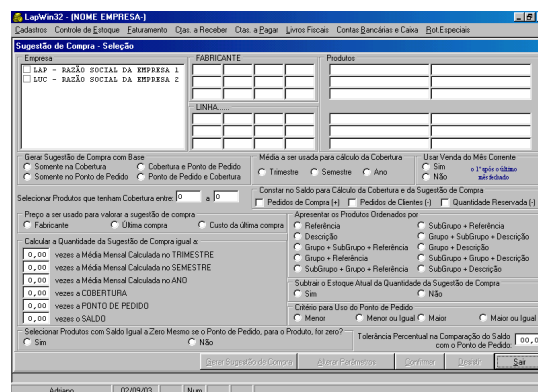 LapWin32 - (NOME EMPRESA-)
Cadastros Controle de Estoque Faturamento Ctas. a Receber Ctas. a Pagar Livros Fiscais Contas Bancárias e Caixa Rot.Especiais
Sugestão de Compra - Seleção
Empresa FABRICANTE Produtos
LAP - RAZÃO SOCIAL DA EMPRESA 1
LUC - RAZÃO SOCIAL DA EMPRESA 2
LINHA.....
Gerar Sugestão de Compra com Base Média a ser usada para cálculo da Cobertura Usar Venda do Mês Corrente
Somente na Cobertura Cobertura e Ponto de Pedido Trimestre Semestre Ano Sim o 1º após o último
Somente no Ponto de Pedido Ponto de Pedido e Cobertura Não mês fechado
Constar no Saldo para Cálculo da Cobertura e da Sugestão de Compra
Selecionar Produtos que tenham Cobertura entre: 0 a 0 Pedidos de Compra (+) Pedidos de Clientes (-) Quantidade Reservada (-)
Preço a ser usado para valorar a sugestão de compra Apresentar os Produtos Ordenados por
Fabricante Última compra Custo da última compra Referência SubGrupo + Referência
Descrição Grupo + SubGrupo + Descrição
Calcular a Quantidade da Sugestão de Compra igual a: Grupo + SubGrupo + Referência Grupo + Descrição
0,00 vezes a Média Mensal Calculada no TRIMESTRE Grupo + Referência SubGrupo + Descrição
0,00 vezes a Média Mensal Calculada no SEMESTRE SubGrupo + Grupo + Referência SubGrupo + Grupo + Descrição
0,00 vezes a Média Mensal Calculada no ANO Subtrair o Estoque Atual da Quantidade da Sugestão de Compra
0,00 vezes a COBERTURA Sim Não
0,00 vezes a PONTO DE PEDIDO Critério para Uso do Ponto de Pedido
0,00 vezes o SALDO Menor Menor ou Igual Maior Maior ou Igual
Selecionar Produtos com Saldo Igual a Zero Mesmo se o Ponto de Pedido, para o Produto, for zero? Tolerância Percentual na Comparação do Saldo 00,0
Sim Não com o Ponto de Pedido:
Gerar Sugestão de Compra Alterar Parâmetros Confirmar Desistir Sair
Adriano 02/09/03 Num